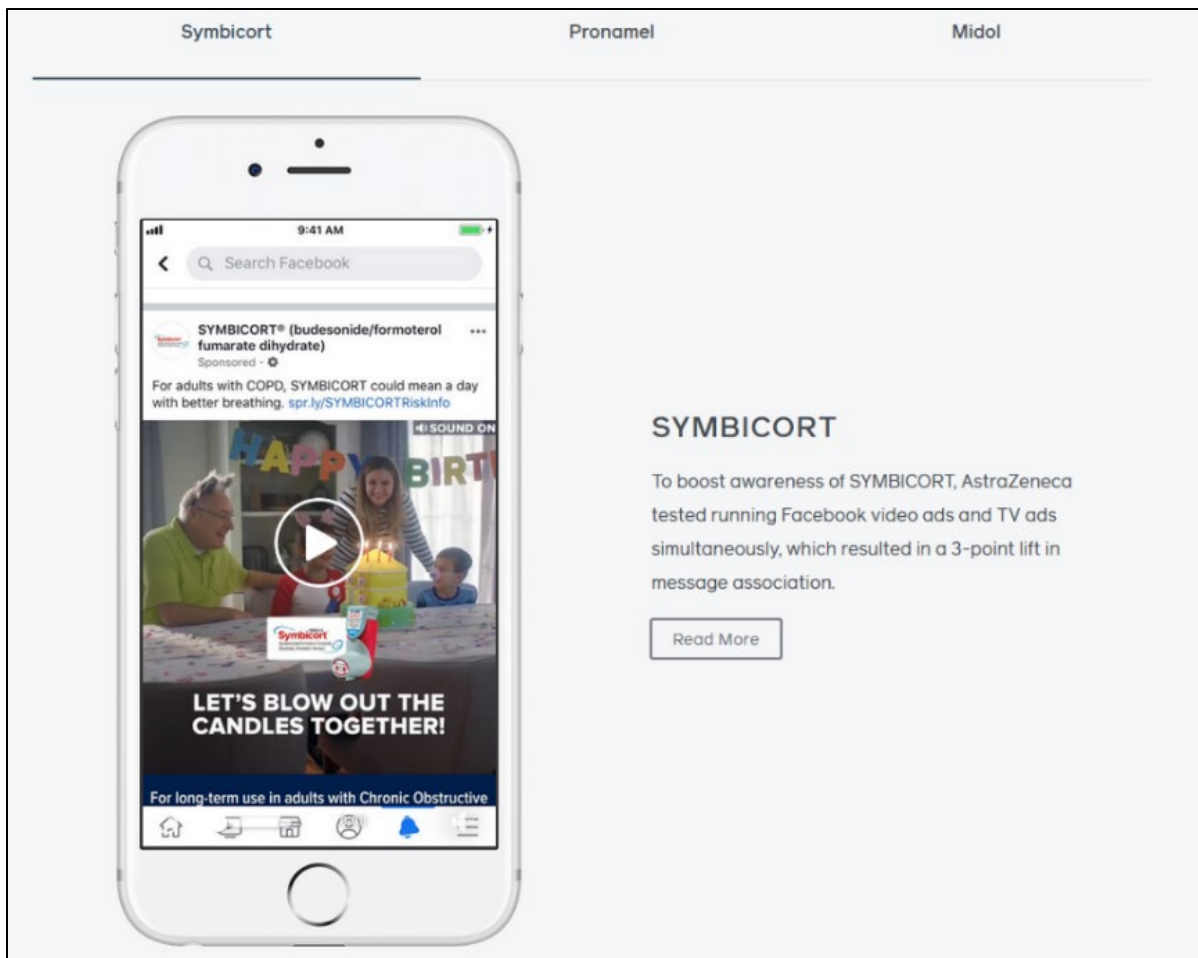 Symbicort
Pronamel
Midol
9:41 AM
Search Facebook
SYMBICORT® (budesonide/formoterol
fumarate dihydrate)
Sponsored ·
For adults with COPD, SYMBICORT could mean a day
with better breathing. spr.ly/SYMBICORTRiskInfo
SOUND ON
HAPPY BIRT
Symbicort
LET'S BLOW OUT THE
CANDLES TOGETHER!
For long-term use in adults with Chronic Obstructive
SYMBICORT
To boost awareness of SYMBICORT, AstraZeneca
tested running Facebook video ads and TV ads
simultaneously, which resulted in a 3-point lift in
message association.
Read More